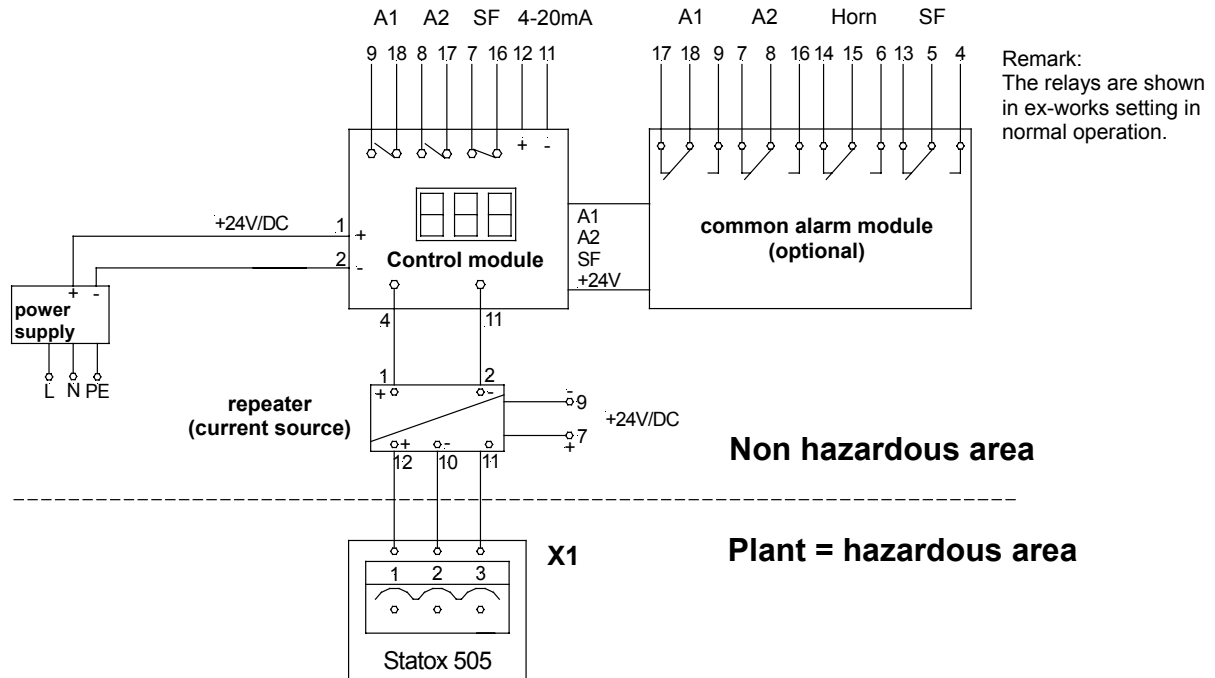 A1 A2 SF 4-20mA A1 A2 Horn SF
9 18 8 17 7 16 12 11 17 18 9 7 8 16 14 15 6 13 5 4
Remark:
The relays are shown
in ex-works setting in
normal operation.
+ -
+24V/DC 1 +
2 -
Control module
A1
A2
SF
+24V
common alarm module
(optional)
+ -
power
supply
L N PE
4 11
1 2
+ -
repeater
(current source)
- 9
+24V/DC
7 +
+ -
12 10 11
Non hazardous area
Plant = hazardous area
X1
1 2 3
Statox 505